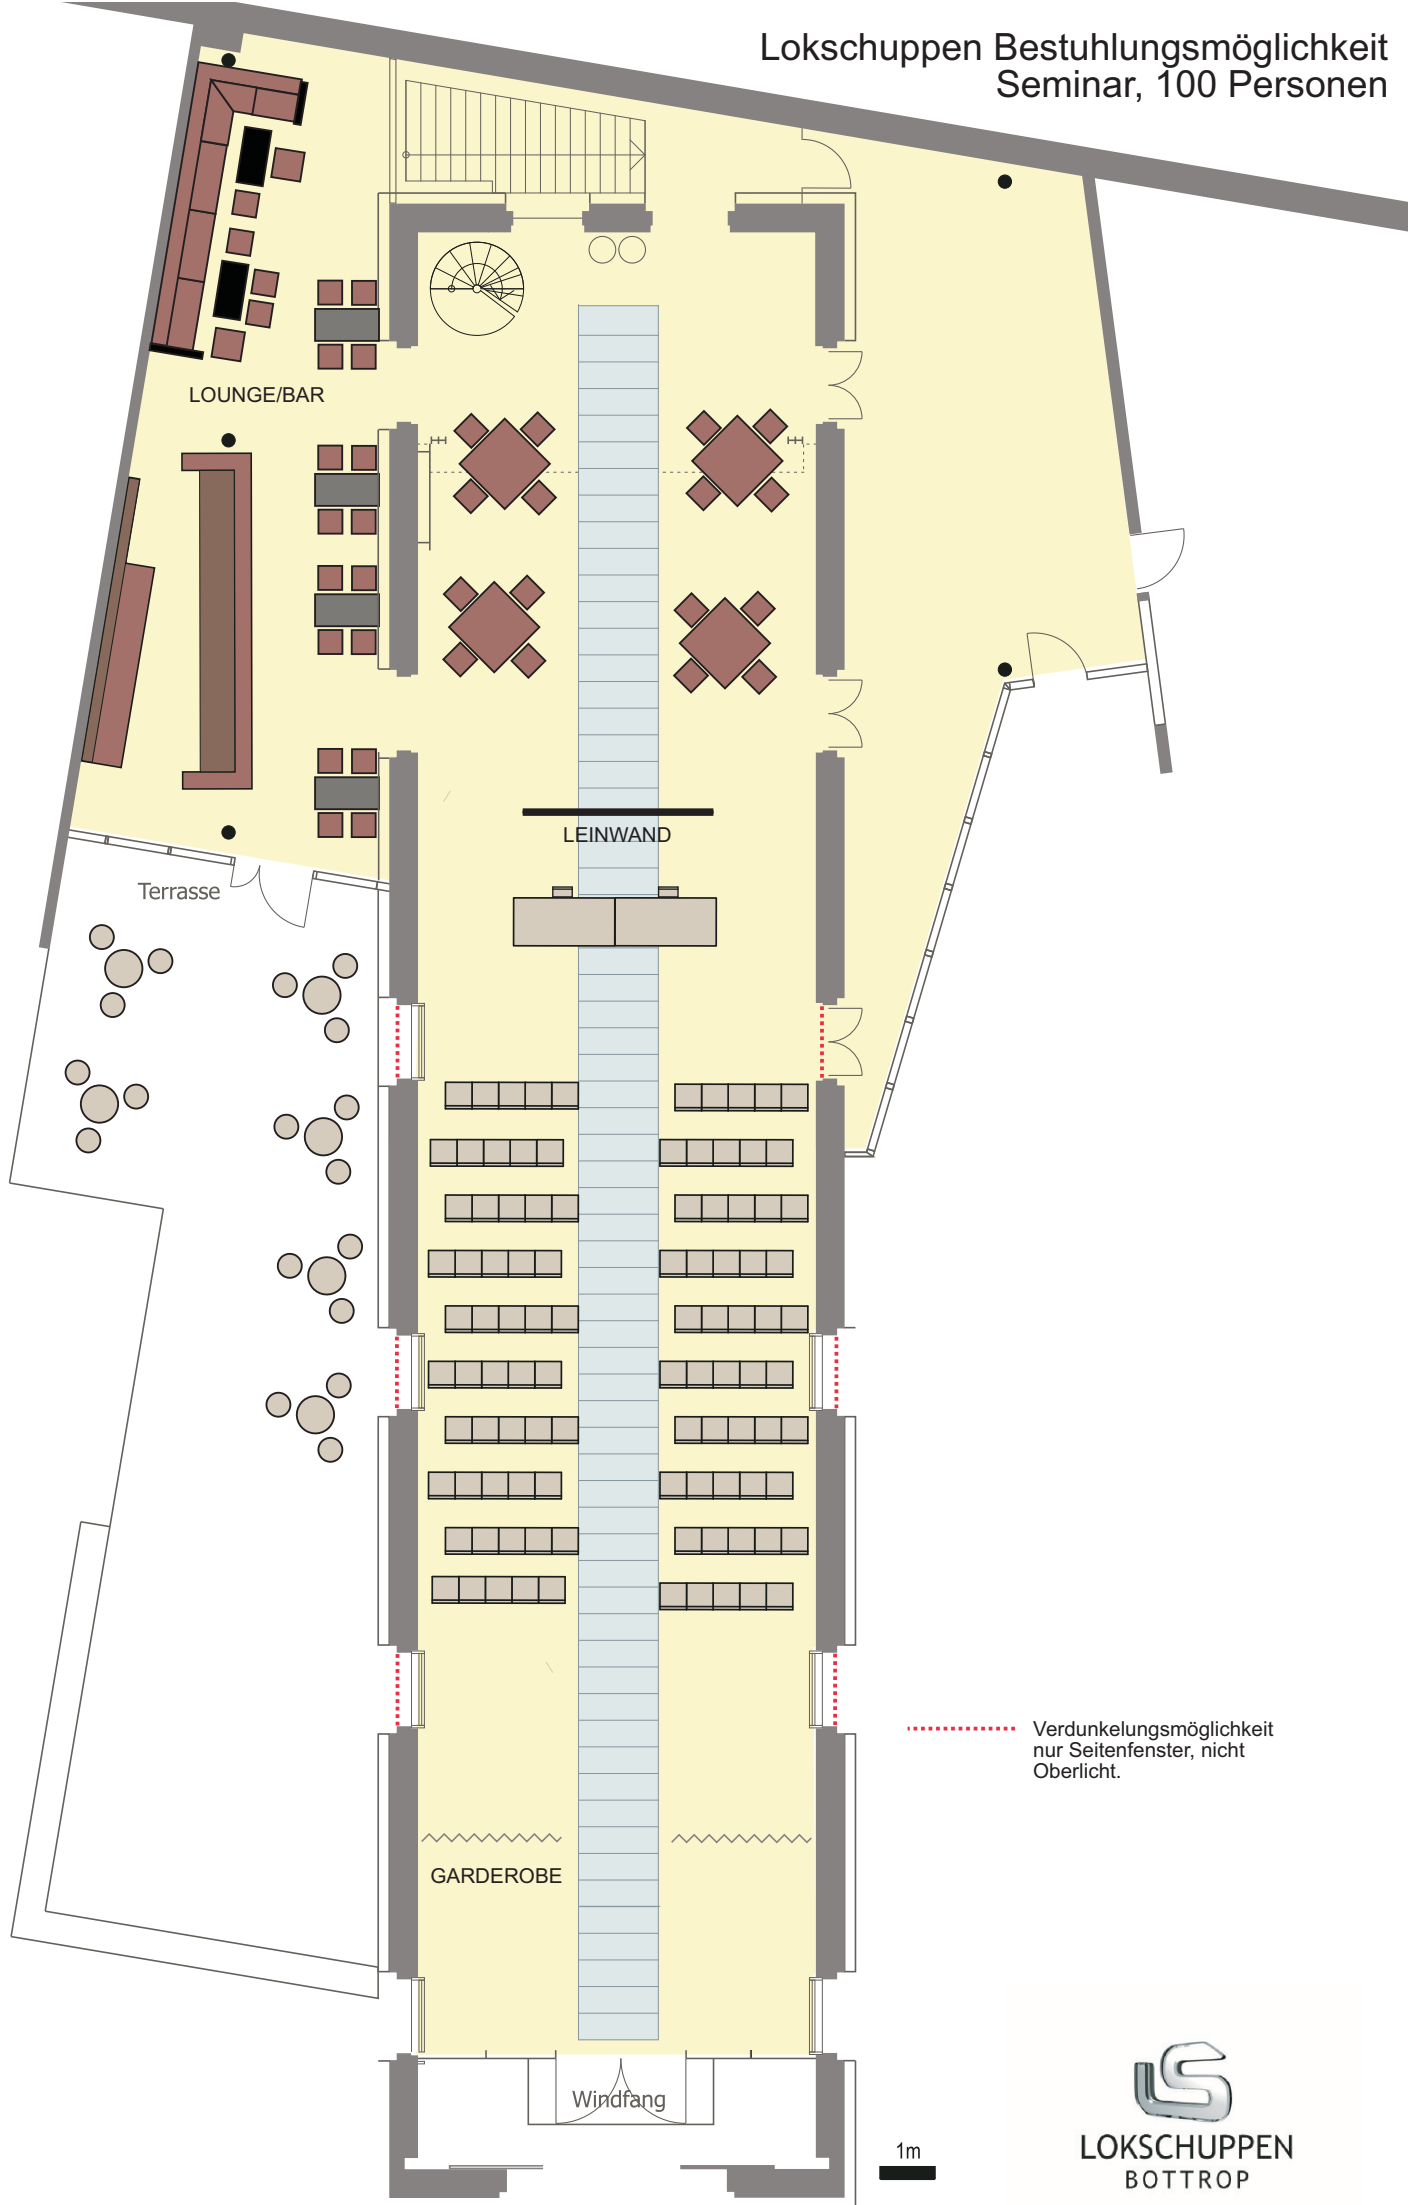 Lokschuppen Bestuhlungsmöglichkeit
Seminar, 100 Personen
LOUNGE/BAR
LEINWAND
Terrasse
Verdunkelungsmöglichkeit
nur Seitenfenster, nicht
Oberlicht.
GARDEROBE
Windfang
1m
LOKSCHUPPEN
BOTTROP